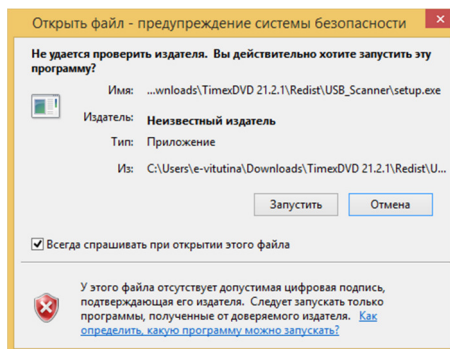 Открыть файл - предупреждение системы безопасности
Не удается проверить издателя. Вы действительно хотите запустить эту
программу?
Имя: ...wnloads\TimexDVD 21.2.1\Redist\USB_Scanner\setup.exe
Издатель: Неизвестный издатель
Тип: Приложение
Из: C:\Users\e-vitutina\Downloads\TimexDVD 21.2.1\Redist\U...
Запустить Отмена
Всегда спрашивать при открытии этого файла
У этого файла отсутствует допустимая цифровая подпись,
подтверждающая его издателя. Следует запускать только
программы, полученные от доверяемого издателя. Как
определить, какую программу можно запускать?